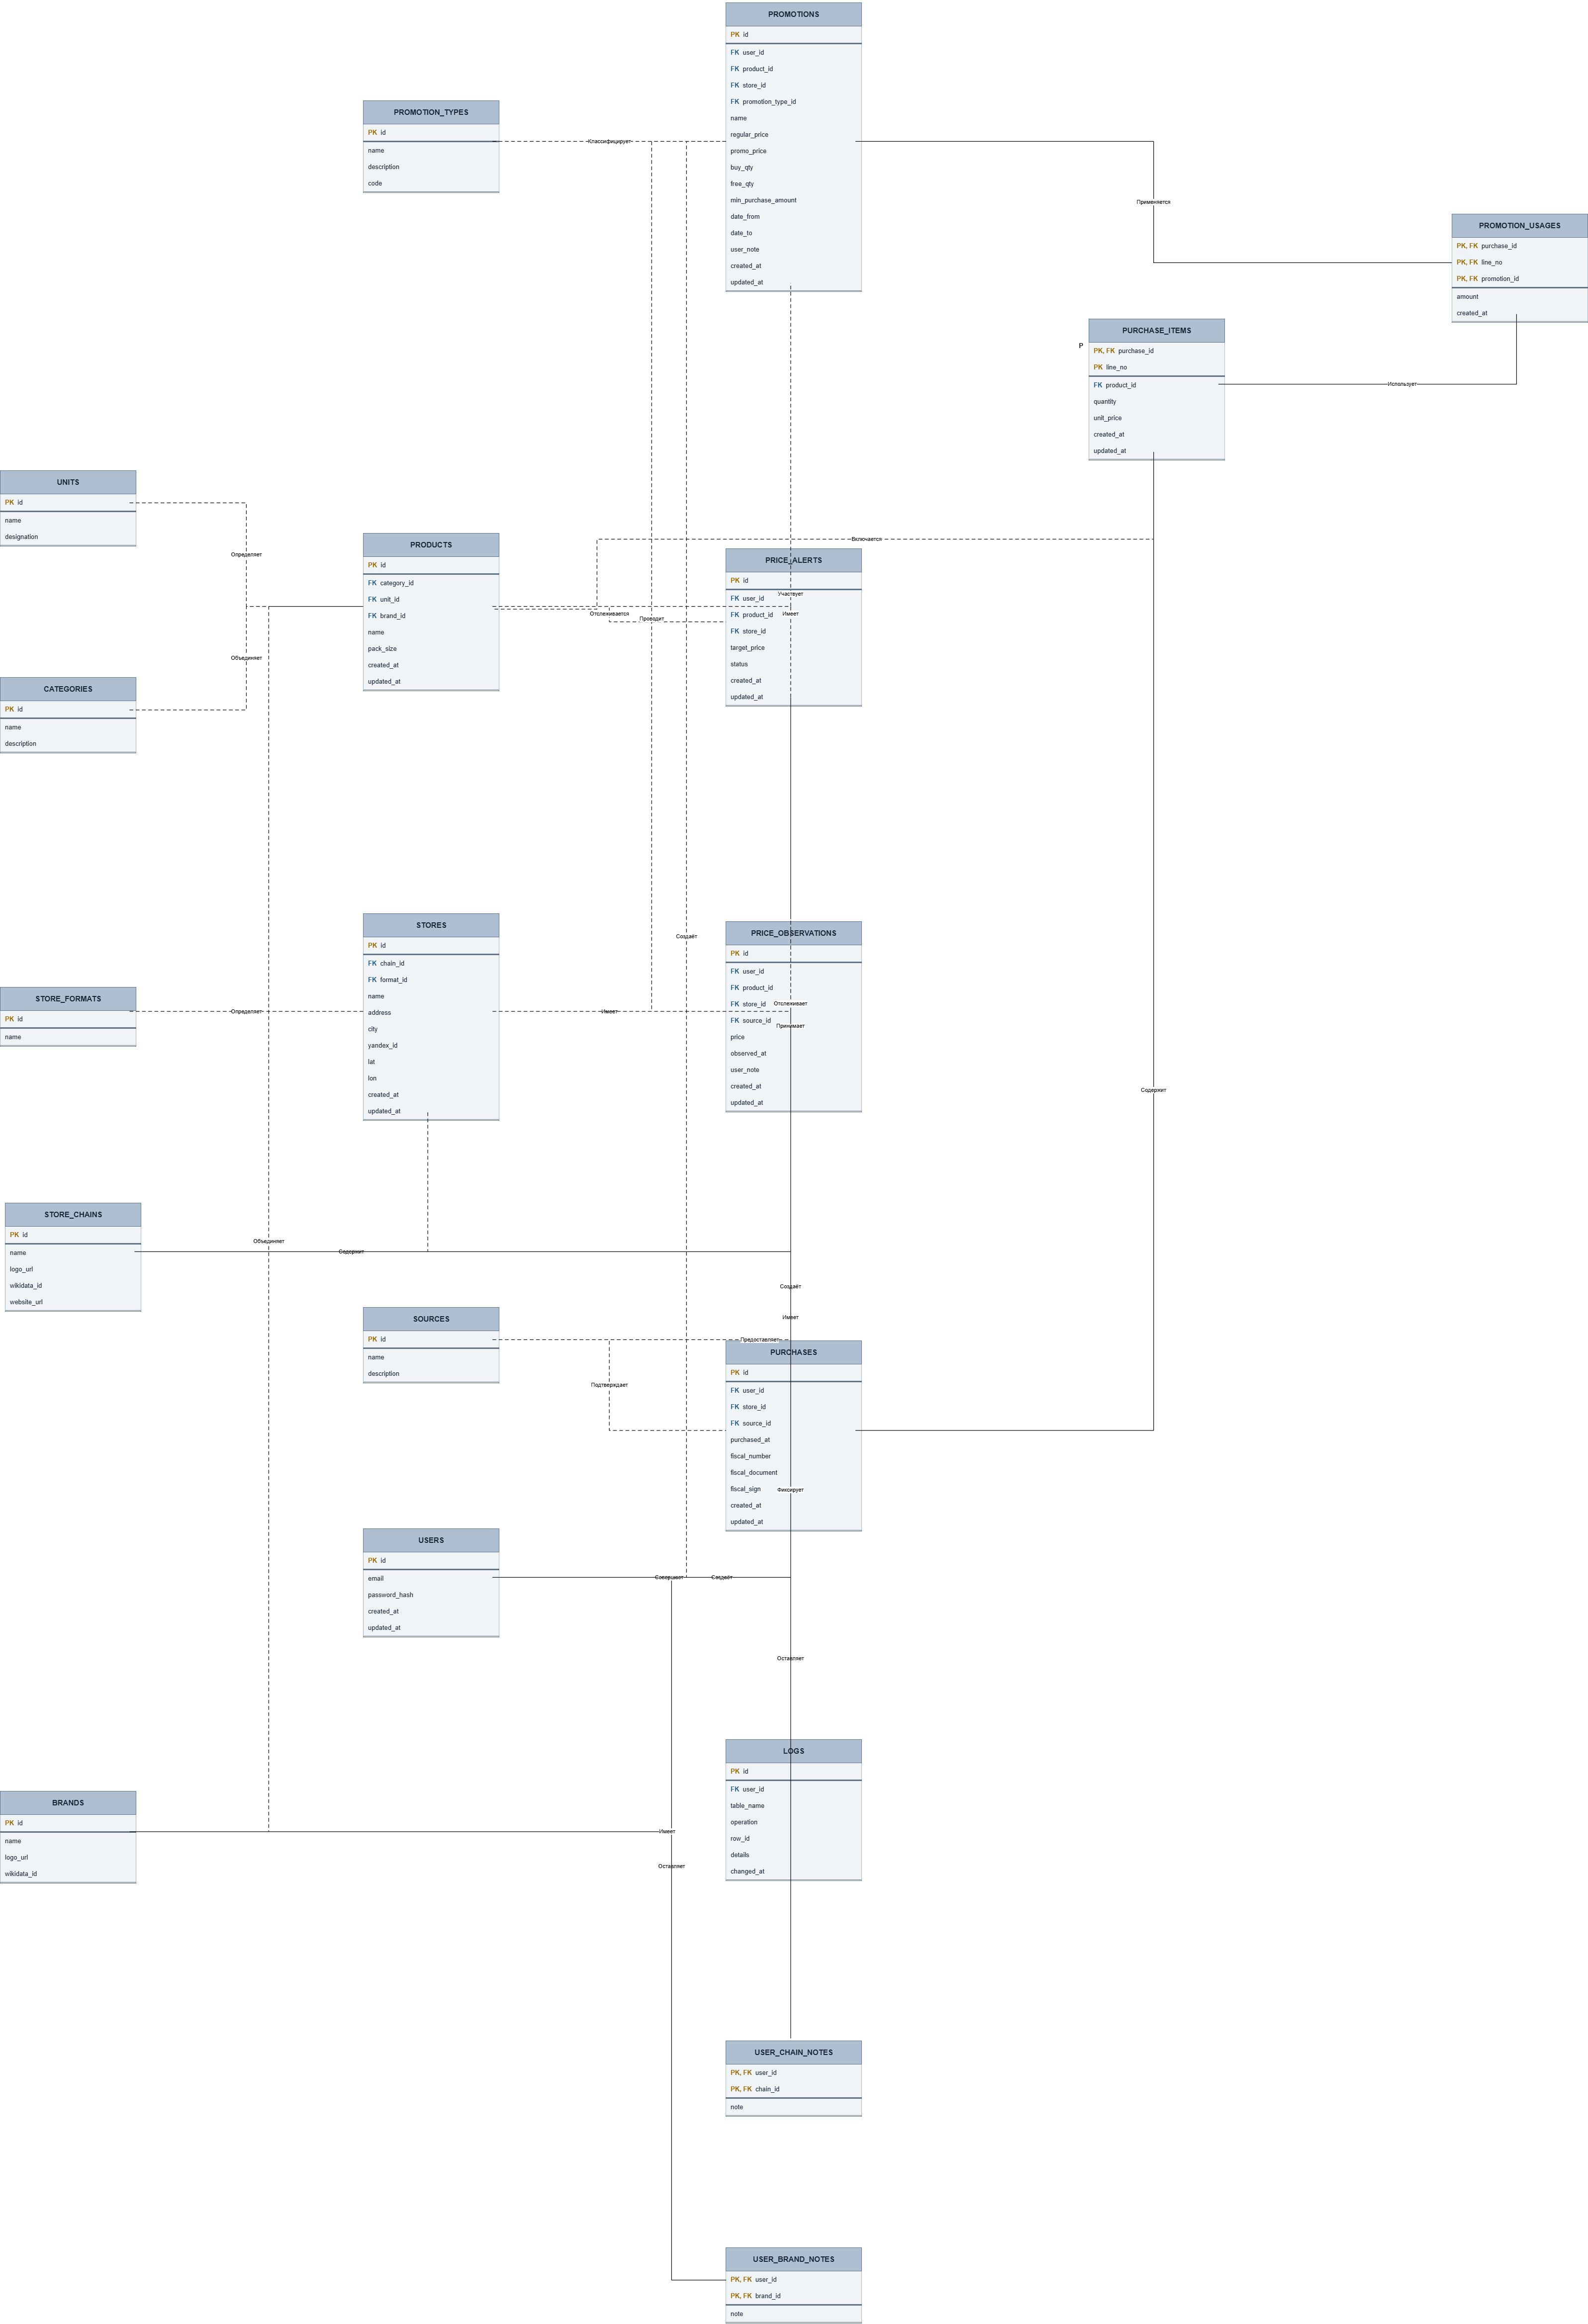 PROMOTIONS
PK id
FK user_id
FK product_id
FK store_id
FK promotion_type_id
name
regular_price
promo_price
buy_qty
free_qty
min_purchase_amount
date_from
date_to
user_note
created_at
updated_at
PROMOTION_TYPES
PK id
name
description
code
Классифицирует
Применяется
PROMOTION_USAGES
PK, FK purchase_id
PK, FK line_no
PK, FK promotion_id
amount
created_at
P
PURCHASE_ITEMS
PK, FK purchase_id
PK line_no
FK product_id
quantity
unit_price
created_at
updated_at
Использует
UNITS
PK id
name
designation
Определяет
PRODUCTS
PK id
FK category_id
FK unit_id
FK brand_id
name
pack_size
created_at
updated_at
Включается
PRICE_ALERTS
PK id
FK user_id
FK product_id
FK store_id
target_price
status
created_at
updated_at
Участвует
Имеет
Отслеживается
Проводит
Объединяет
CATEGORIES
PK id
name
description
STORES
PK id
FK chain_id
FK format_id
name
address
city
yandex_id
lat
lon
created_at
updated_at
Создаёт
PRICE_OBSERVATIONS
PK id
FK user_id
FK product_id
FK store_id
FK source_id
price
observed_at
user_note
created_at
updated_at
Отслеживает
Принимает
STORE_FORMATS
PK id
name
Определяет
Имеет
Содержит
STORE_CHAINS
PK id
name
logo_url
wikidata_id
website_url
Объединяет
Содержит
Создаёт
Имеет
SOURCES
PK id
name
description
Предоставляет
Подтверждает
PURCHASES
PK id
FK user_id
FK store_id
FK source_id
purchased_at
fiscal_number
fiscal_document
fiscal_sign
created_at
updated_at
Фиксирует
USERS
PK id
email
password_hash
created_at
updated_at
Совершает
Создаёт
Оставляет
LOGS
PK id
FK user_id
table_name
operation
row_id
details
changed_at
BRANDS
PK id
name
logo_url
wikidata_id
Имеет
Оставляет
USER_CHAIN_NOTES
PK, FK user_id
PK, FK chain_id
note
USER_BRAND_NOTES
PK, FK user_id
PK, FK brand_id
note